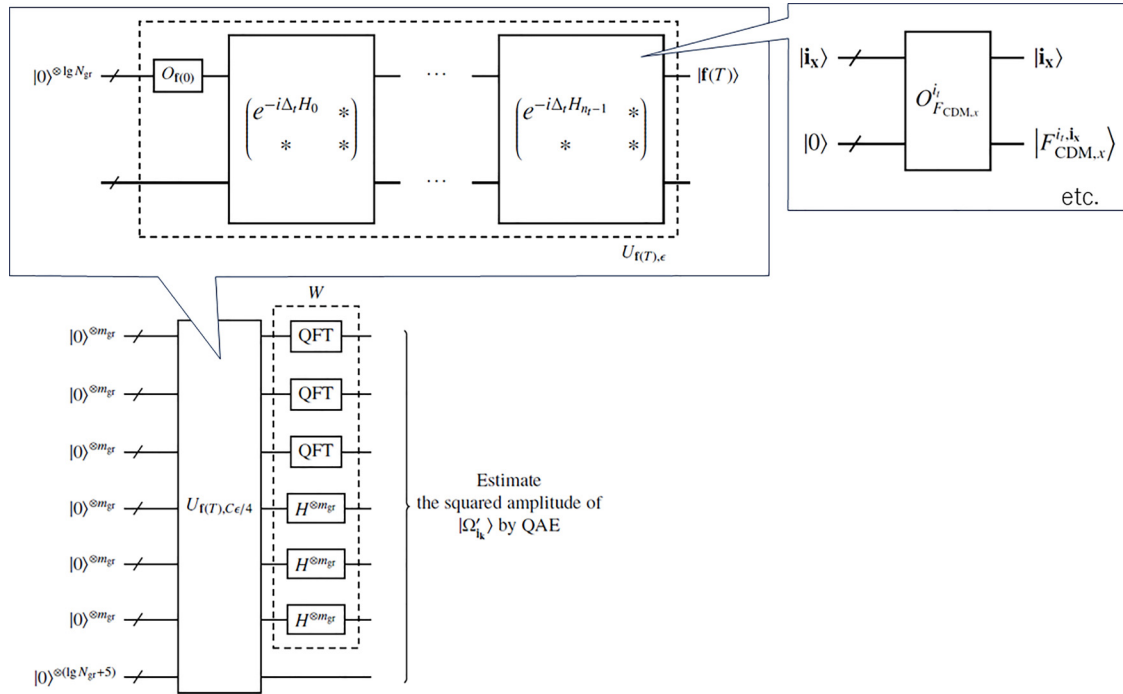 |0⟩^{⊗lg N_gr} O_{f(0)} ⋯ ⋯ |f(T)⟩
(e^{-iΔ_t H_0} *
* *)
(e^{-iΔ_t H_{n_t-1}} *
* *)
⋯ ⋯
U_{f(T),ϵ}
|i_x⟩ |i_x⟩
O^{i_t}_{F_{CDM,x}}
|0⟩ |F^{i_t,i_x}_{CDM,x}⟩
etc.
W
|0⟩^{⊗m_gr} QFT
|0⟩^{⊗m_gr} QFT
|0⟩^{⊗m_gr} QFT
|0⟩^{⊗m_gr} U_{f(T),Cϵ/4} H^{⊗m_gr}
|0⟩^{⊗m_gr} H^{⊗m_gr}
|0⟩^{⊗m_gr} H^{⊗m_gr}
|0⟩^{⊗(lg N_gr+5)}
Estimate
the squared amplitude of
|Ω′_{i_k}⟩ by QAE